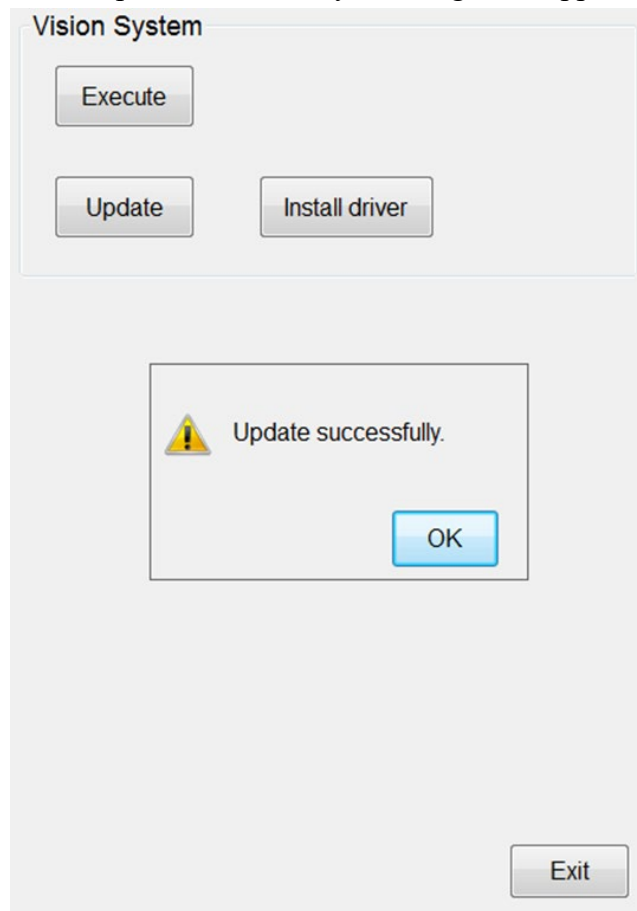 Vision System
Execute
Update Install driver
Update successfully.
OK
Exit